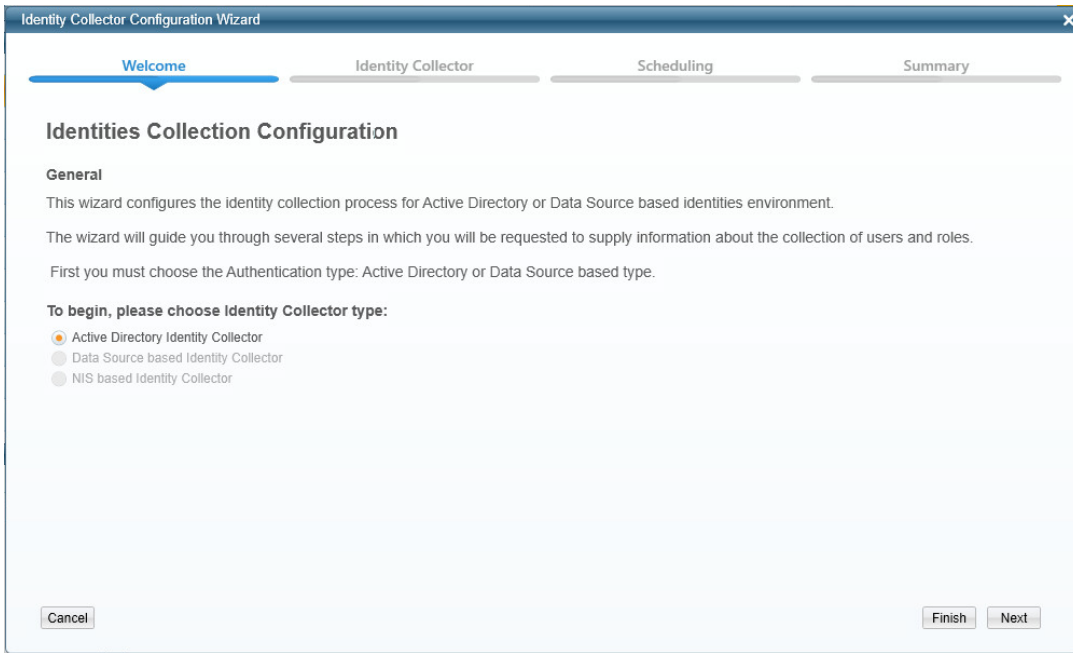 Identity Collector Configuration Wizard
Welcome
Identity Collector
Scheduling
Summary
Identities Collection Configuration
General
This wizard configures the identity collection process for Active Directory or Data Source based identities environment.
The wizard will guide you through several steps in which you will be requested to supply information about the collection of users and roles.
First you must choose the Authentication type: Active Directory or Data Source based type.
To begin, please choose Identity Collector type:
Active Directory Identity Collector
Data Source based Identity Collector
NIS based Identity Collector
Cancel
Finish
Next